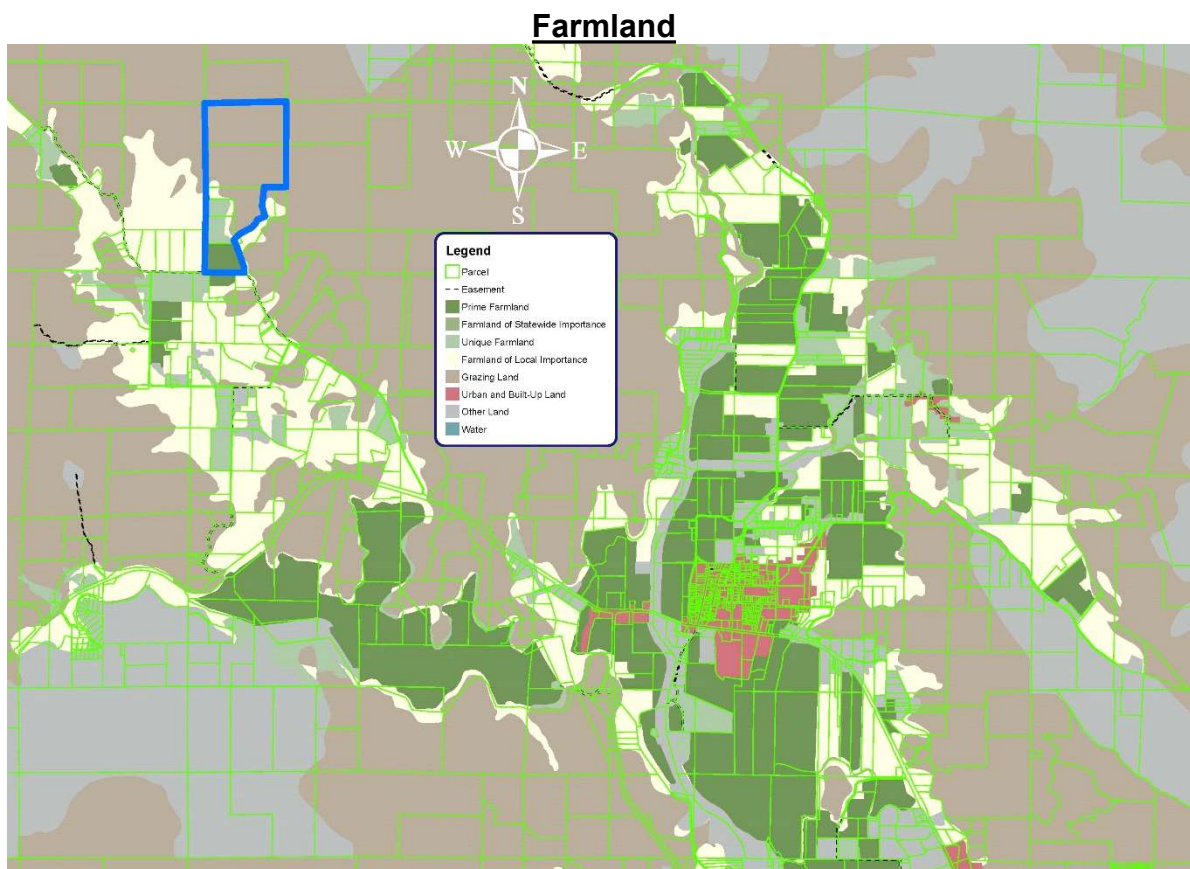 Farmland
N
W
E
S
Legend
Parcel
Easement
Prime Farmland
Farmland of Statewide Importance
Unique Farmland
Farmland of Local Importance
Grazing Land
Urban and Built-Up Land
Other Land
Water